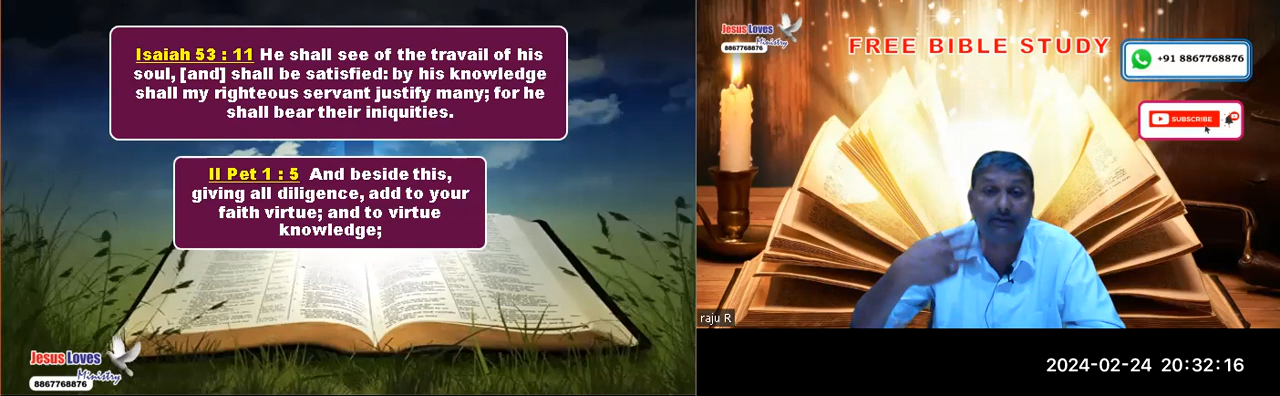 Isaiah 53 : 11 He shall see of the travail of his
soul, [and] shall be satisfied: by his knowledge
shall my righteous servant justify many; for he
shall bear their iniquities.
II Pet 1 : 5 And beside this,
giving all diligence, add to your
faith virtue; and to virtue
knowledge;
Jesus Loves
Ministry
8867768876
Jesus Loves
Ministry
8867768876
FREE BIBLE STUDY
+91 8867768876
SUBSCRIBE
raju R
2024-02-24 20:32:16